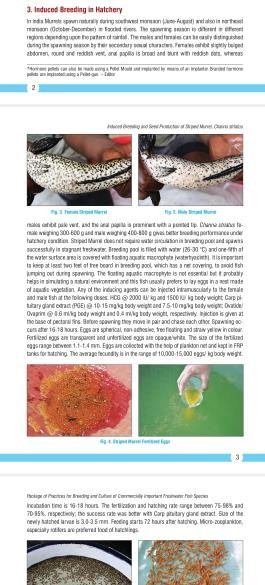 3. Induced Breeding in Hatchery
In India Murrels spawn naturally during southwest monsoon (June-August) and also in northeast
monsoon (October-December) in flooded rivers. The spawning season is different in different
regions depending upon the pattern of rainfall. The males and females can be easily distinguished
during the spawning season by their secondary sexual characters. Females exhibit slightly bulged
abdomen, round and reddish vent, anal papilla is broad and blunt with reddish dots, whereas
*Hormone pellets can also be made using a Pellet Mould and implanted by means of an Implanter. Branded hormone
pellets are implanted using a Pellet-gun – Editor
2
Induced Breeding and Seed Production of Striped Murrel, Channa striatus
Fig. 2: Female Striped Murrel
Fig. 3: Male Striped Murrel
males exhibit pale vent, and the anal papilla is prominent with a pointed tip. Channa striatus fe-
male weighing 300-600 g and male weighing 400-800 g gives better breeding performance under
hatchery condition. Striped Murrel does not require water circulation in breeding pool and spawns
successfully in stagnant freshwater. Breeding pool is filled with water (26-30 °C) and one-fifth of
the water surface area is covered with floating aquatic macrophyte (waterhyacinth). It is important
to keep at least two feet of free board in breeding pool, which has a net covering, to avoid fish
jumping out during spawning. The floating aquatic macrophyte is not essential but it probably
helps in simulating a natural environment and this fish usually prefers to lay eggs in a nest made
of aquatic vegetation. Any of the inducing agents can be injected intramuscularly to the female
and male fish at the following doses: HCG @ 2000 IU/ kg and 1500 IU/ kg body weight; Carp pi-
tuitary gland extract (PGE) @ 10-15 mg/kg body weight and 7.5-10 mg/kg body weight; Ovatide/
Ovaprim @ 0.6 ml/kg body weight and 0.4 ml/kg body weight, respectively. Injection is given at
the base of pectoral fins. Before spawning they move in pair and chase each other. Spawning oc-
curs after 16-18 hours. Eggs are spherical, non-adhesive, free floating and straw yellow in colour.
Fertilized eggs are transparent and unfertilized eggs are opaque/white. The size of the fertilized
eggs range between 1.1-1.4 mm. Eggs are collected with the help of plankton net and kept in FRP
tanks for hatching. The average fecundity is in the range of 10,000-15,000 eggs/ kg body weight.
Fig. 4: Striped Murrel Fertilized Eggs
3
Package of Practices for Breeding and Culture of Commercially Important Freshwater Fish Species
Incubation time is 16-18 hours. The fertilization and hatching rate range between 75-98% and
70-95%, respectively; the success rate was better with Carp pituitary gland extract. Size of the
newly hatched larvae is 3.0-3.5 mm. Feeding starts 72 hours after hatching. Micro-zooplankton,
especially rotifers are preferred food of hatchlings.